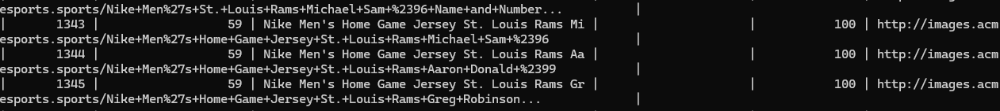 esports.sports/Nike+Men%27s+St.+Louis+Rams+Michael+Sam+%2396+Name+and+Number... |
| 1343 | 59 | Nike Men's Home Game Jersey St. Louis Rams Mi | | 100 | http://images.acm
esports.sports/Nike+Men%27s+Home+Game+Jersey+St.+Louis+Rams+Michael+Sam+%2396 |
| 1344 | 59 | Nike Men's Home Game Jersey St. Louis Rams Aa | | 100 | http://images.acm
esports.sports/Nike+Men%27s+Home+Game+Jersey+St.+Louis+Rams+Aaron+Donald+%2399 |
| 1345 | 59 | Nike Men's Home Game Jersey St. Louis Rams Gr | | 100 | http://images.acm
esports.sports/Nike+Men%27s+Home+Game+Jersey+St.+Louis+Rams+Greg+Robinson... |